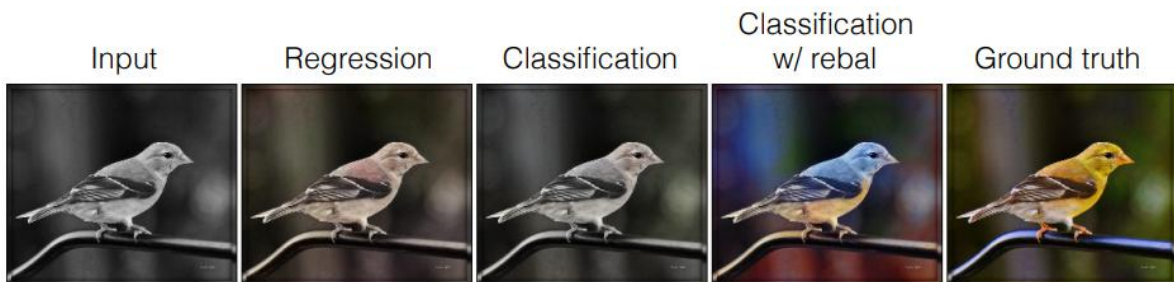 Input
Regression
Classification
Classification
w/ rebal
Ground truth